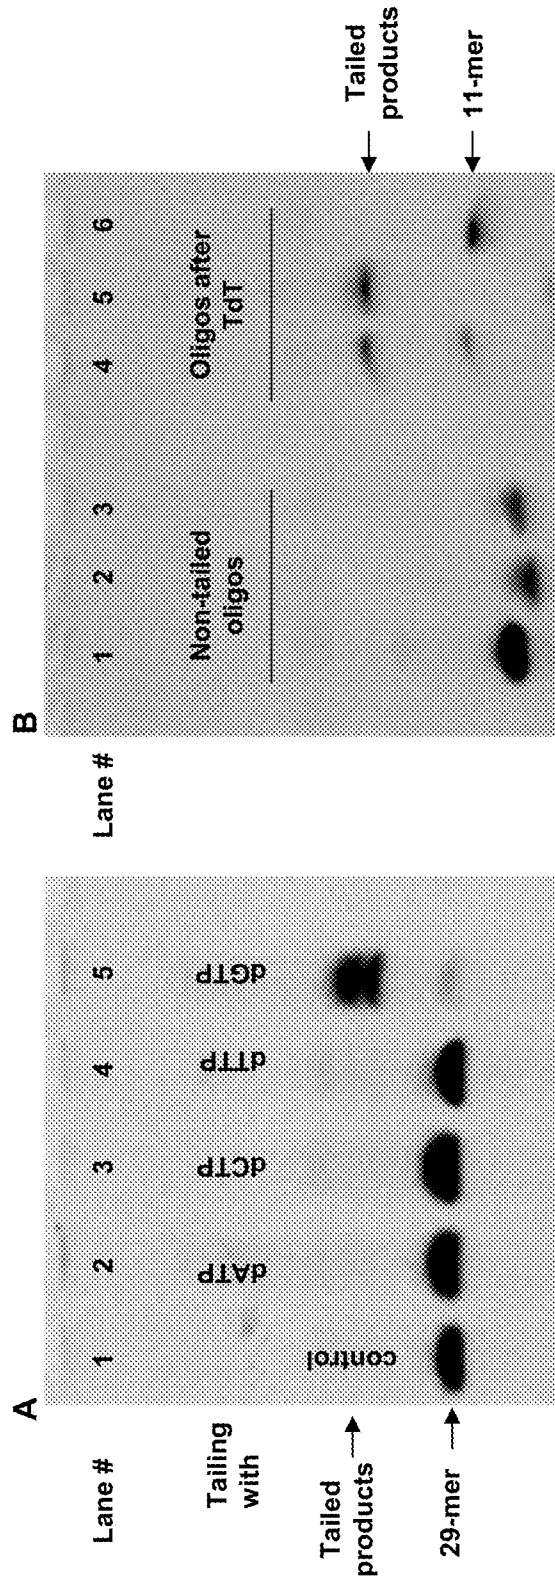 A
Lane #
1
2
3
4
5
Tailing
with
dATP
dCTP
dTTP
dGTP
control
Tailed
products
29-mer
B
Lane #
1
2
3
4
5
6
Non-tailed
oligos
Oligos after
TdT
Tailed
products
11-mer